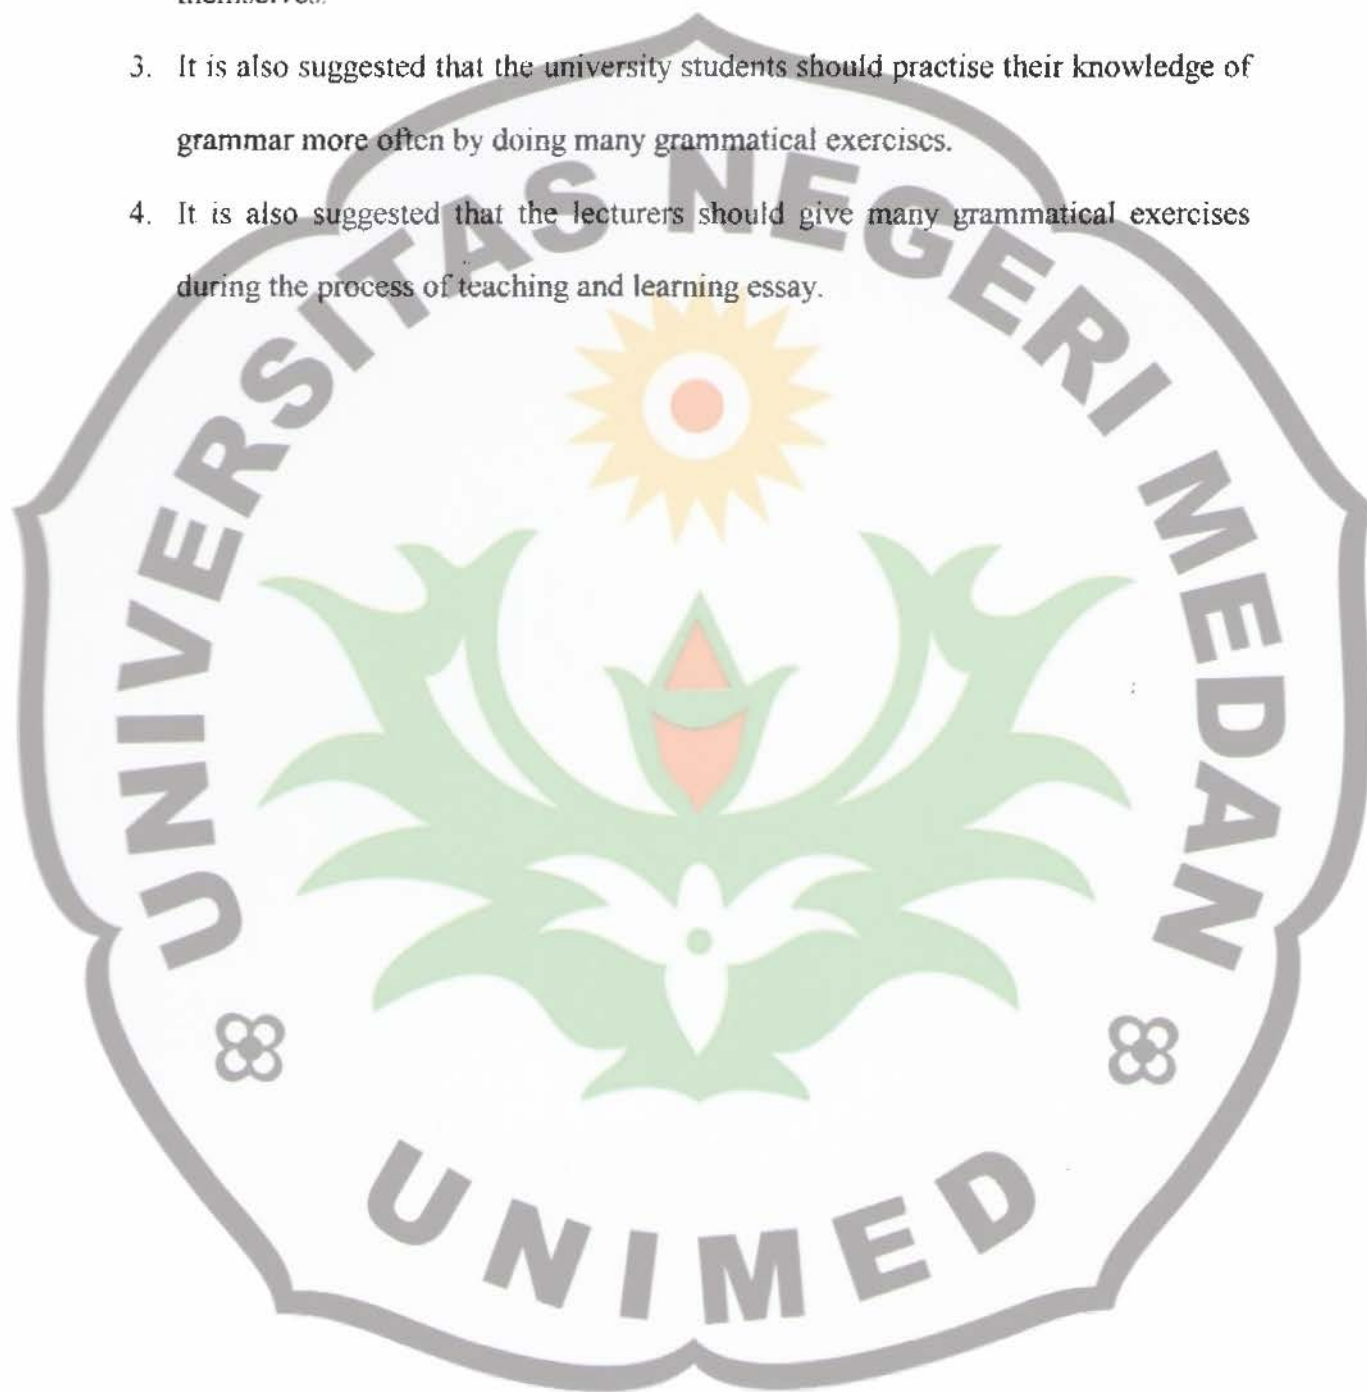 3. It is also suggested that the university students should practise their knowledge of
grammar more often by doing many grammatical exercises.
4. It is also suggested that the lecturers should give many grammatical exercises
during the process of teaching and learning essay.
UNIVERSITAS NEGERI MEDAN
UNIMED